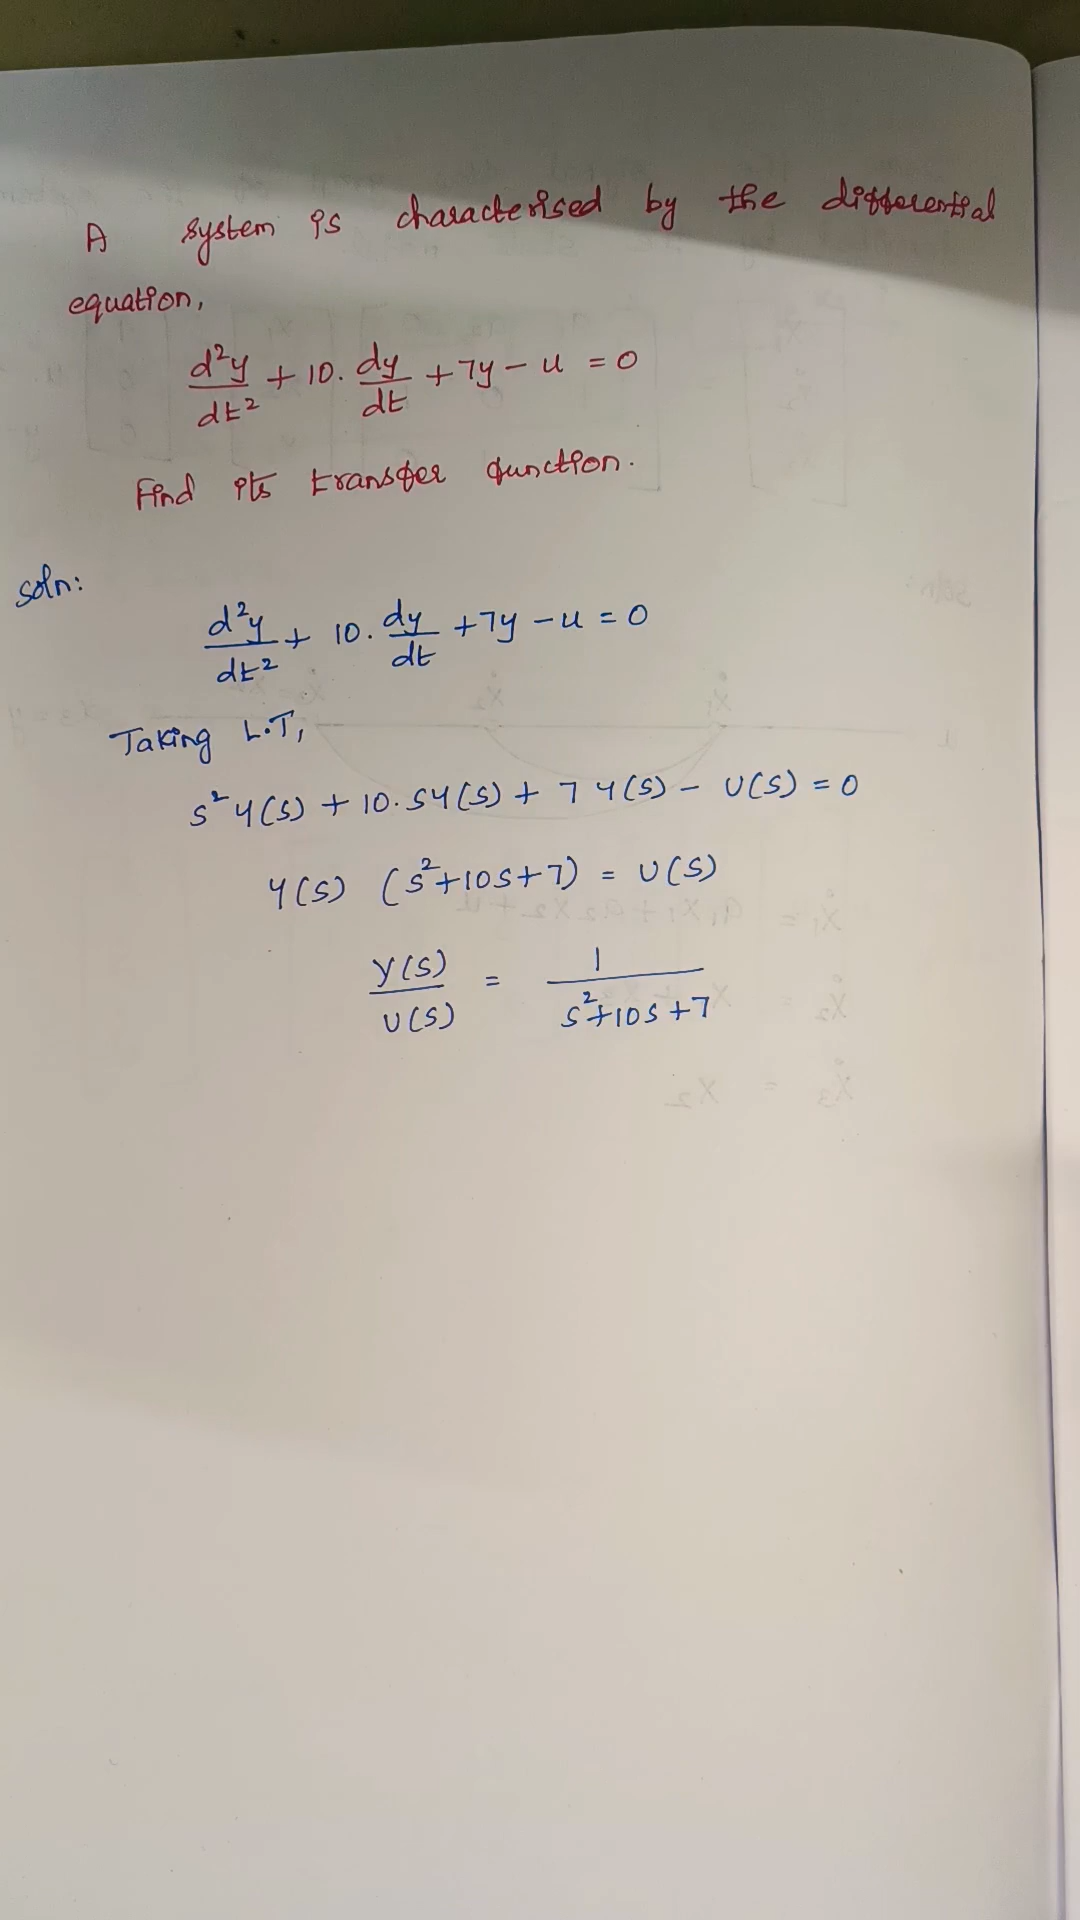 A system is characterised by the differential
equation,
d²y/dt² + 10. dy/dt + 7y - u = 0
Find its transfer function.
soln:
d²y/dt² + 10. dy/dt + 7y - u = 0
Taking L.T,
s² Y(s) + 10. sY(s) + 7 Y(s) - U(s) = 0
Y(s) (s²+10s+7) = U(s)
Y(s)/U(s) = 1/(s²+10s+7)